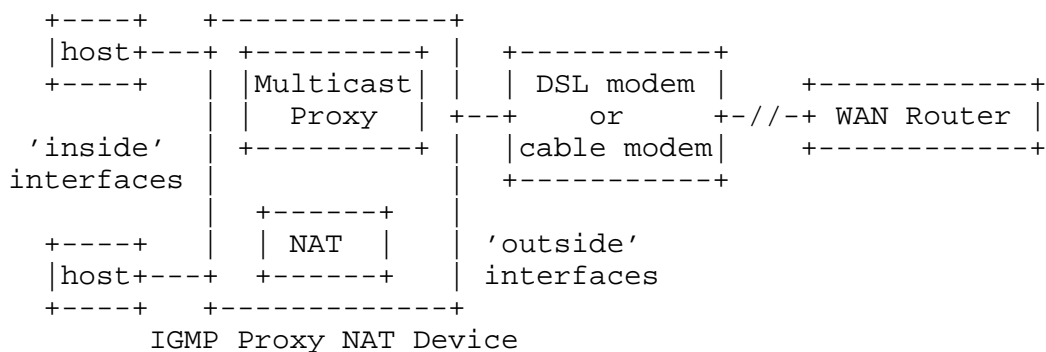 host
Multicast
Proxy
DSL modem
or
cable modem
WAN Router
'inside'
interfaces
NAT
host
'outside'
interfaces
IGMP Proxy NAT Device